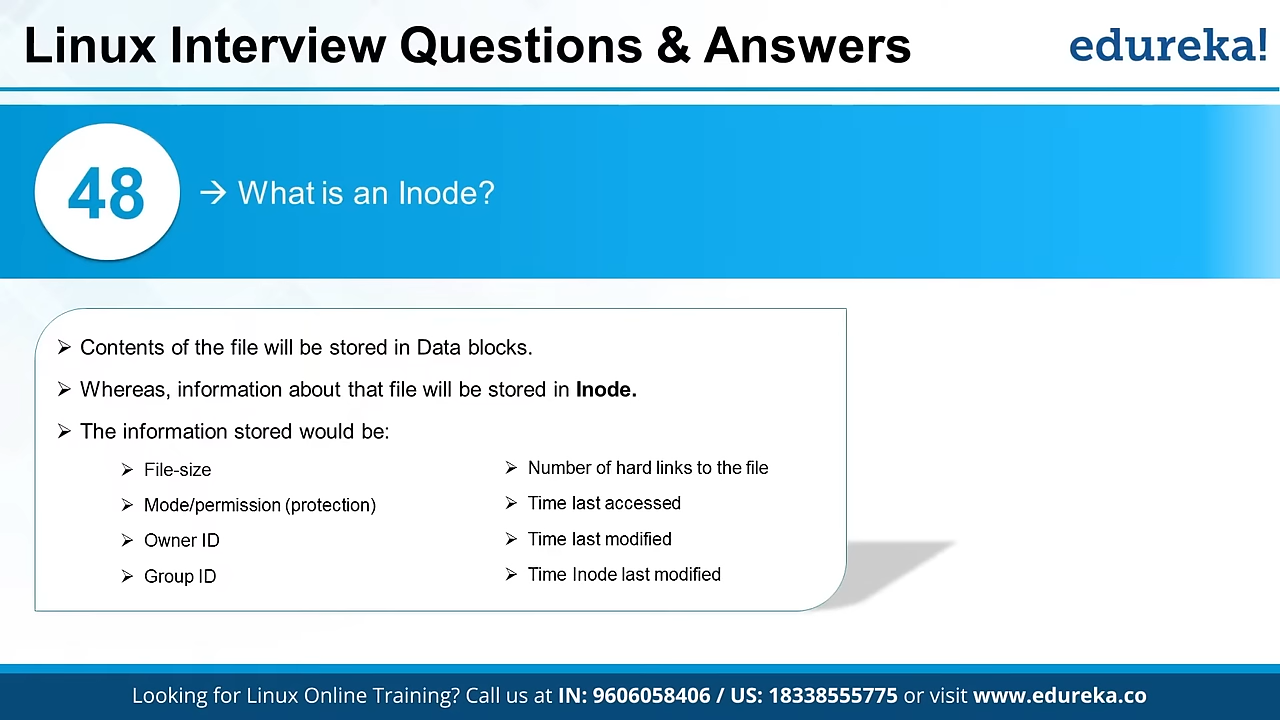 Linux Interview Questions & Answers
edureka!
48
→ What is an Inode?
➢ Contents of the file will be stored in Data blocks.
➢ Whereas, information about that file will be stored in Inode.
➢ The information stored would be:
➢ File-size
➢ Mode/permission (protection)
➢ Owner ID
➢ Group ID
➢ Number of hard links to the file
➢ Time last accessed
➢ Time last modified
➢ Time Inode last modified
Looking for Linux Online Training? Call us at IN: 9606058406 / US: 18338555775 or visit www.edureka.co